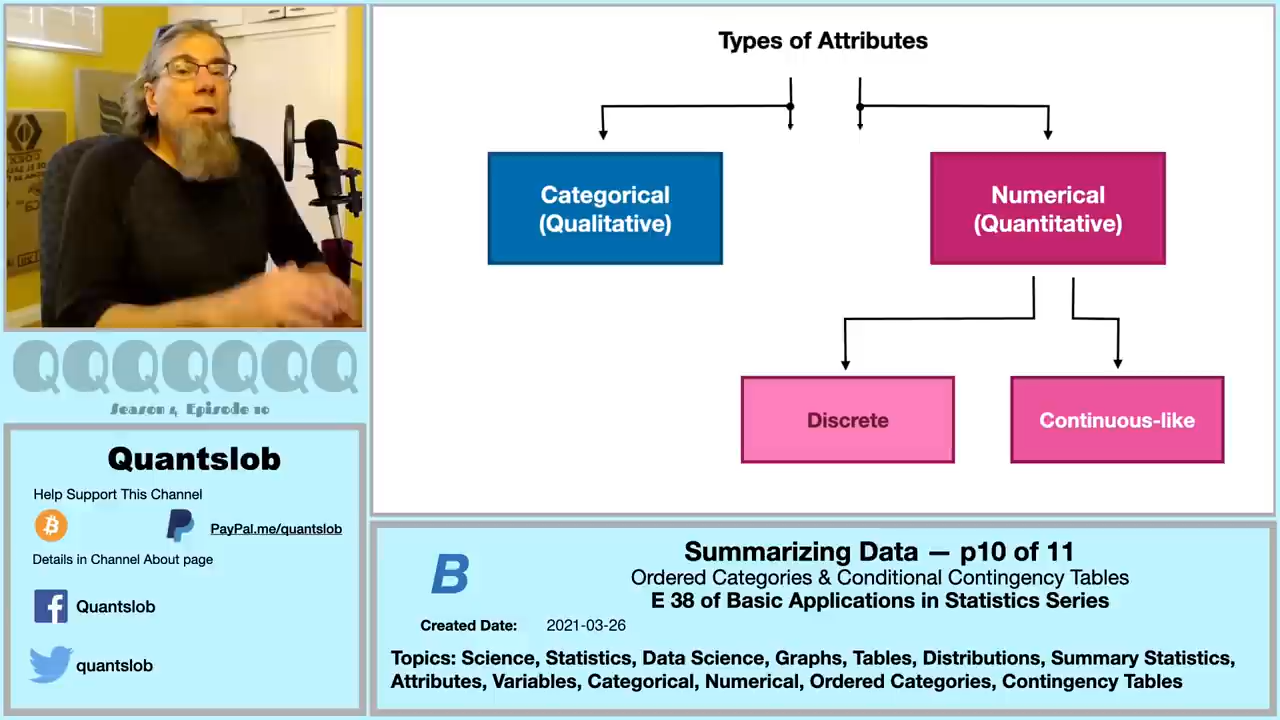 Types of Attributes
Categorical
(Qualitative)
Numerical
(Quantitative)
Discrete
Continuous-like
QQQQQQQ
Season 4, Episode 10
Quantslob
Help Support This Channel
PayPal.me/quantslob
Details in Channel About page
Quantslob
quantslob
B
Summarizing Data — p10 of 11
Ordered Categories & Conditional Contingency Tables
E 38 of Basic Applications in Statistics Series
Created Date: 2021-03-26
Topics: Science, Statistics, Data Science, Graphs, Tables, Distributions, Summary Statistics,
Attributes, Variables, Categorical, Numerical, Ordered Categories, Contingency Tables